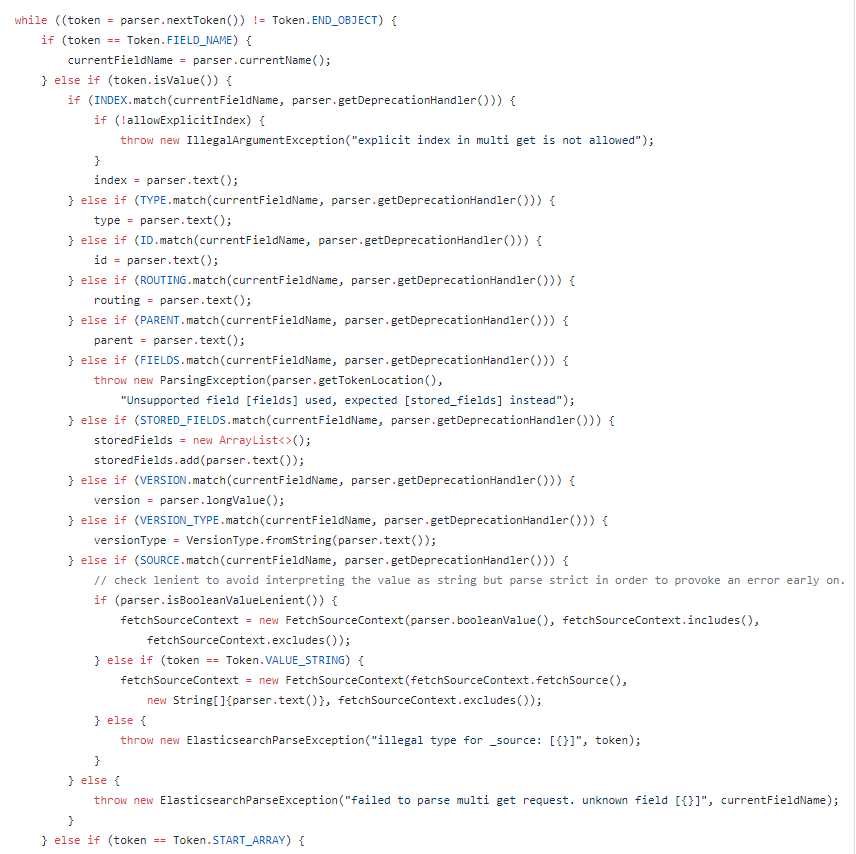 while ((token = parser.nextToken()) != Token.END_OBJECT) {
    if (token == Token.FIELD_NAME) {
        currentFieldName = parser.currentName();
    } else if (token.isValue()) {
        if (INDEX.match(currentFieldName, parser.getDeprecationHandler())) {
            if (!allowExplicitIndex) {
                throw new IllegalArgumentException("explicit index in multi get is not allowed");
            }
            index = parser.text();
        } else if (TYPE.match(currentFieldName, parser.getDeprecationHandler())) {
            type = parser.text();
        } else if (ID.match(currentFieldName, parser.getDeprecationHandler())) {
            id = parser.text();
        } else if (ROUTING.match(currentFieldName, parser.getDeprecationHandler())) {
            routing = parser.text();
        } else if (PARENT.match(currentFieldName, parser.getDeprecationHandler())) {
            parent = parser.text();
        } else if (FIELDS.match(currentFieldName, parser.getDeprecationHandler())) {
            throw new ParsingException(parser.getTokenLocation(),
                "Unsupported field [fields] used, expected [stored_fields] instead");
        } else if (STORED_FIELDS.match(currentFieldName, parser.getDeprecationHandler())) {
            storedFields = new ArrayList<>();
            storedFields.add(parser.text());
        } else if (VERSION.match(currentFieldName, parser.getDeprecationHandler())) {
            version = parser.longValue();
        } else if (VERSION_TYPE.match(currentFieldName, parser.getDeprecationHandler())) {
            versionType = VersionType.fromString(parser.text());
        } else if (SOURCE.match(currentFieldName, parser.getDeprecationHandler())) {
            // check lenient to avoid interpreting the value as string but parse strict in order to provoke an error early on.
            if (parser.isBooleanValueLenient()) {
                fetchSourceContext = new FetchSourceContext(parser.booleanValue(), fetchSourceContext.includes(),
                    fetchSourceContext.excludes());
            } else if (token == Token.VALUE_STRING) {
                fetchSourceContext = new FetchSourceContext(fetchSourceContext.fetchSource(),
                    new String[]{parser.text()}, fetchSourceContext.excludes());
            } else {
                throw new ElasticsearchParseException("illegal type for _source: [{}]", token);
            }
        } else {
            throw new ElasticsearchParseException("failed to parse multi get request. unknown field [{}]", currentFieldName);
        }
    } else if (token == Token.START_ARRAY) {